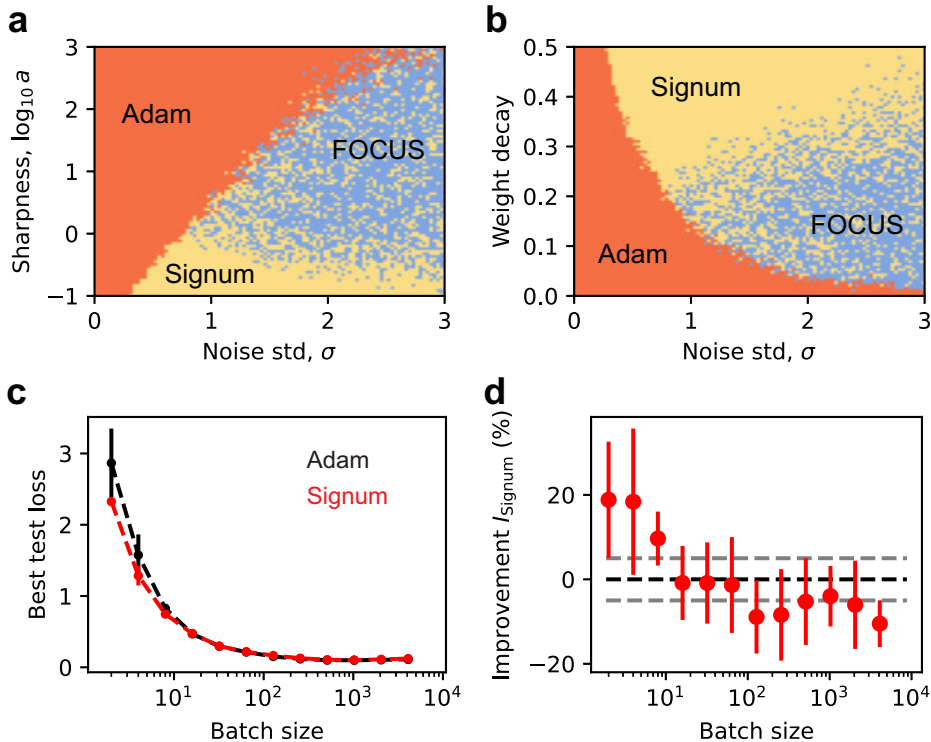 a
3
2
1
0
−1
Sharpness, log₁₀ a
Adam
FOCUS
Signum
0
1
2
3
Noise std, σ
b
0.5
0.4
0.3
0.2
0.1
0.0
Weight decay
Signum
FOCUS
Adam
0
1
2
3
Noise std, σ
c
3
2
1
0
Best test loss
Adam
Signum
10¹
10²
10³
10⁴
Batch size
d
20
0
−20
Improvement I_Signum (%)
10¹
10²
10³
10⁴
Batch size